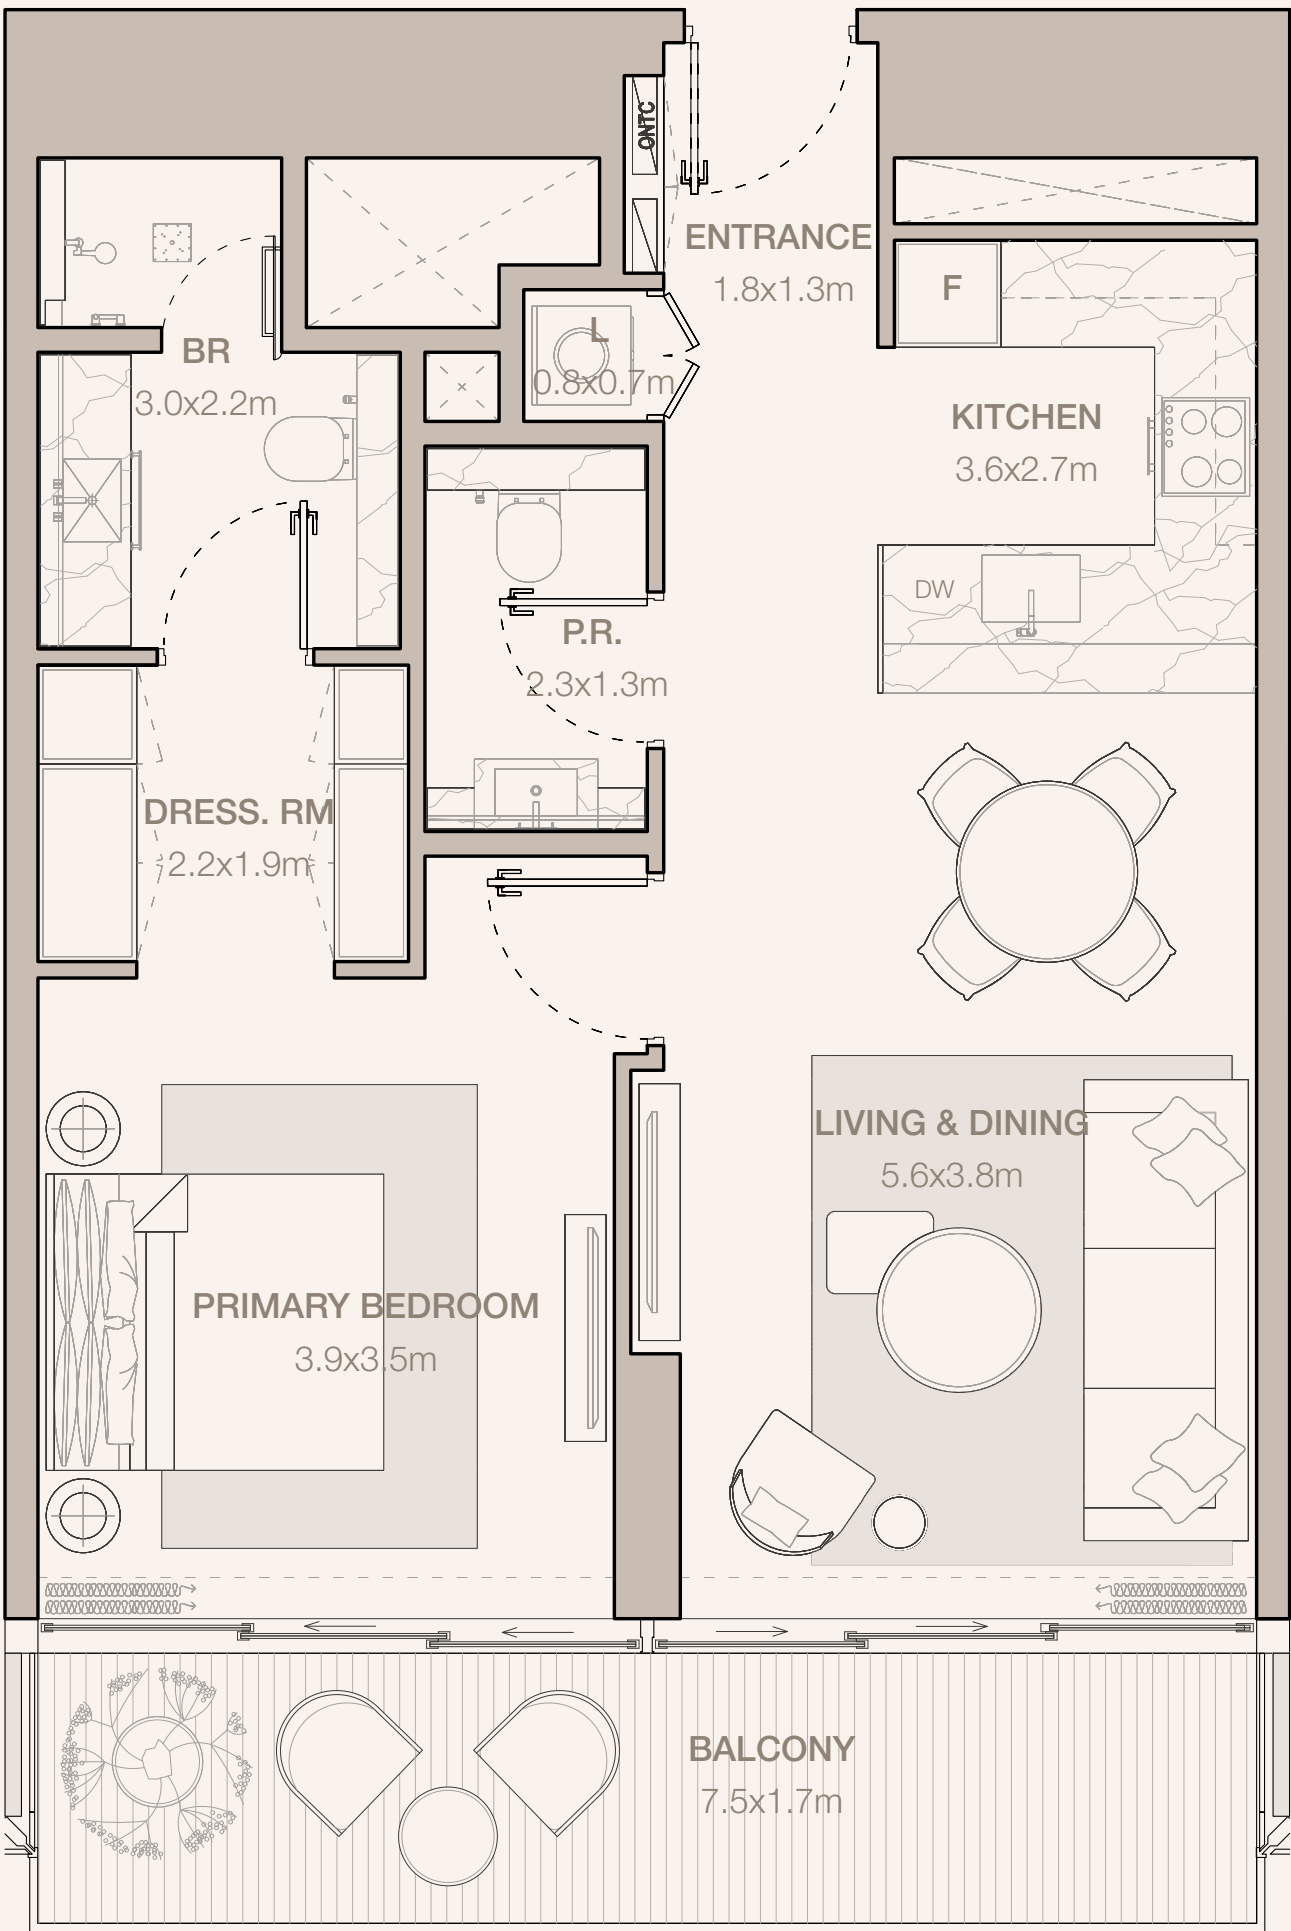 ONTC
ENTRANCE
1.8x1.3m
F
L
0.8x0.7m
BR
3.0x2.2m
KITCHEN
3.6x2.7m
DW
P.R.
2.3x1.3m
DRESS. RM
2.2x1.9m
LIVING & DINING
5.6x3.8m
PRIMARY BEDROOM
3.9x3.5m
BALCONY
7.5x1.7m